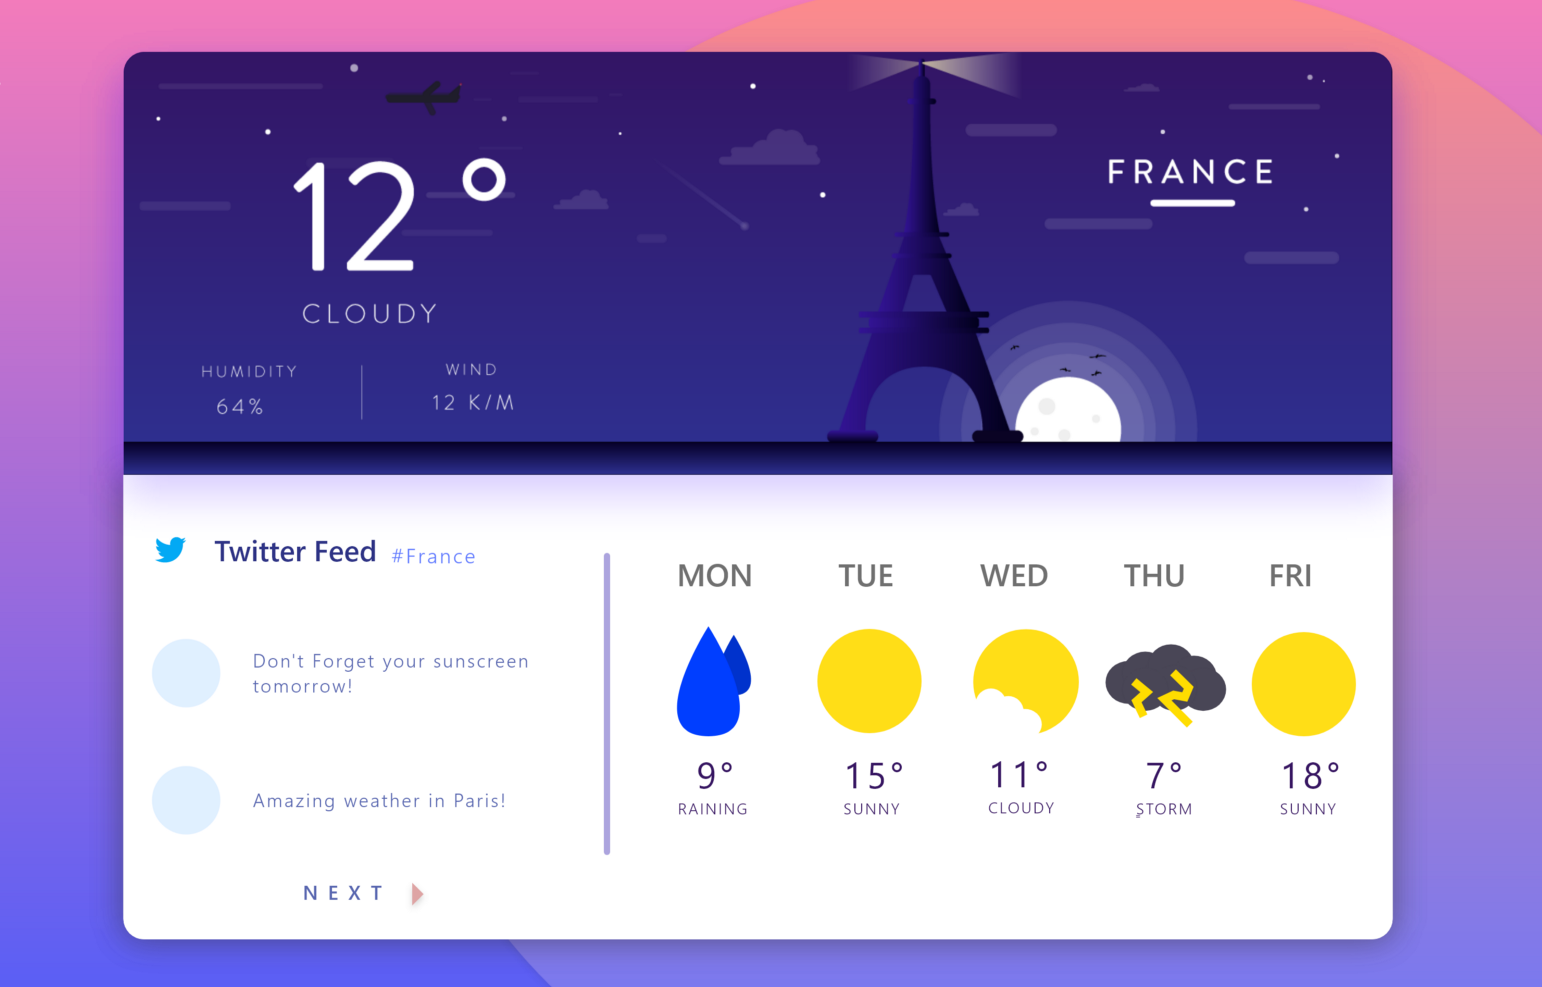 12°
CLOUDY
HUMIDITY
64%
WIND
12 K/M
FRANCE
Twitter Feed #France
Don't Forget your sunscreen
tomorrow!
Amazing weather in Paris!
NEXT
MON TUE WED THU FRI
9° 15° 11° 7° 18°
RAINING SUNNY CLOUDY STORM SUNNY